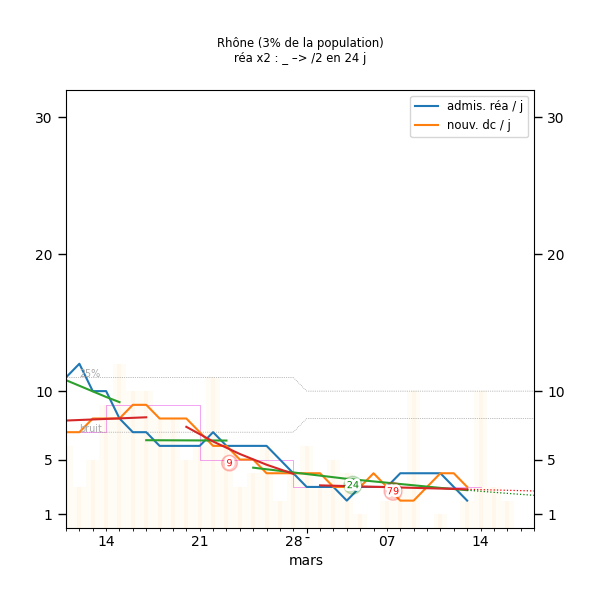 Rhône (3% de la population)
réa x2 : _ –> /2 en 24 j
admis. réa / j
nouv. dc / j
30 30
20 20
25%
10 10
bruit
9
5 5
24
79
1 1
14 21 28 07 14
mars